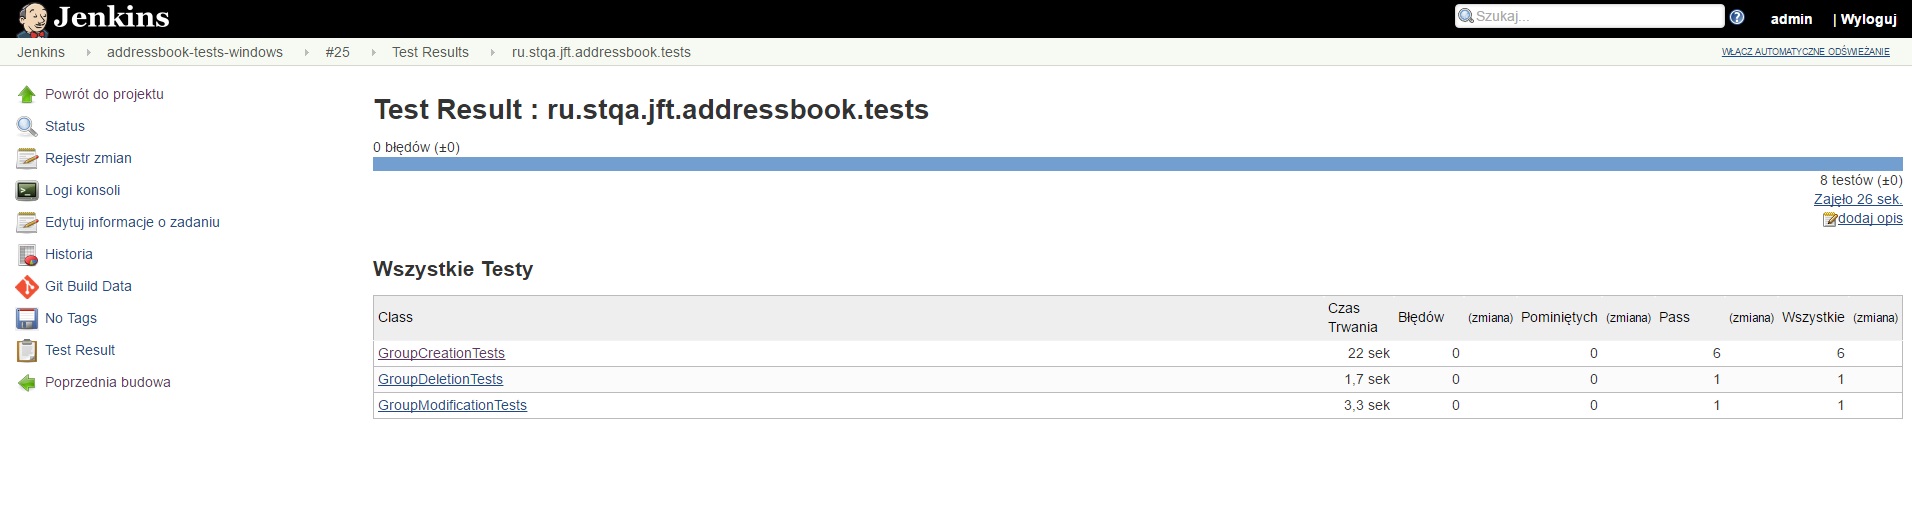 Jenkins
Szukaj...
admin | Wyloguj
Jenkins addressbook-tests-windows #25 Test Results ru.stqa.jft.addressbook.tests
WŁĄCZ AUTOMATYCZNE ODŚWIEŻANIE
Powrót do projektu
Status
Rejestr zmian
Logi konsoli
Edytuj informacje o zadaniu
Historia
Git Build Data
No Tags
Test Result
Poprzednia budowa
Test Result : ru.stqa.jft.addressbook.tests
0 błędów (±0)
8 testów (±0)
Zajęło 26 sek.
dodaj opis
Wszystkie Testy
Class Czas Trwania Błędów (zmiana) Pominiętych (zmiana) Pass (zmiana) Wszystkie (zmiana)
GroupCreationTests 22 sek 0 0 6 6
GroupDeletionTests 1,7 sek 0 0 1 1
GroupModificationTests 3,3 sek 0 0 1 1